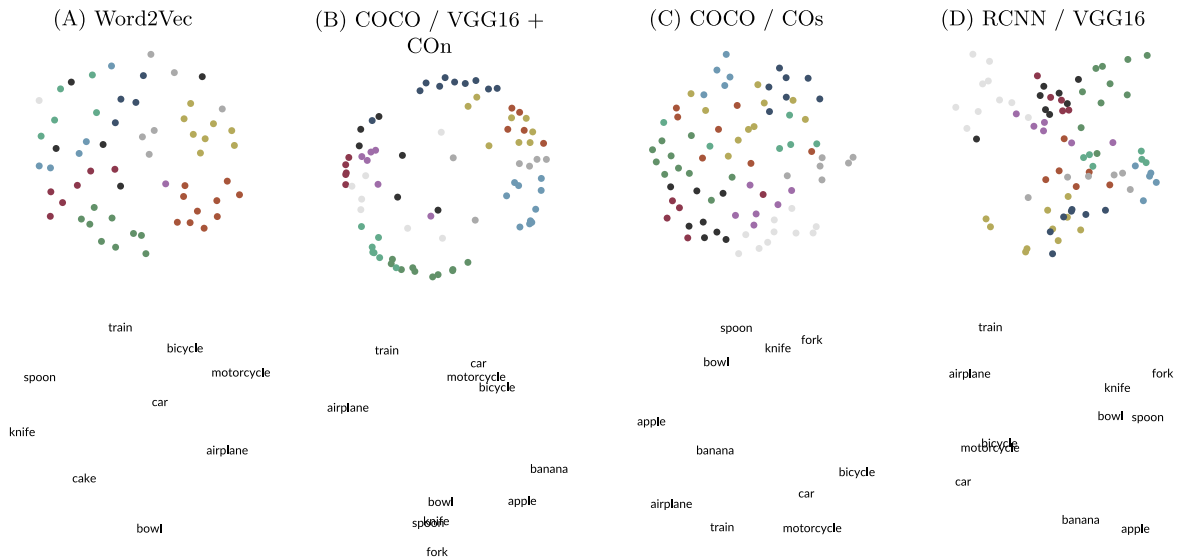 (A) Word2Vec
(B) COCO / VGG16 +
COn
(C) COCO / COs
(D) RCNN / VGG16
train
bicycle
spoon
motorcycle
car
knife
airplane
cake
bowl
train
car
motorcycle
bicycle
airplane
banana
bowl
apple
knife
spoon
fork
spoon
fork
knife
bowl
apple
banana
bicycle
car
airplane
train
motorcycle
train
airplane
fork
knife
bowl
spoon
bicycle
motorcycle
car
banana
apple